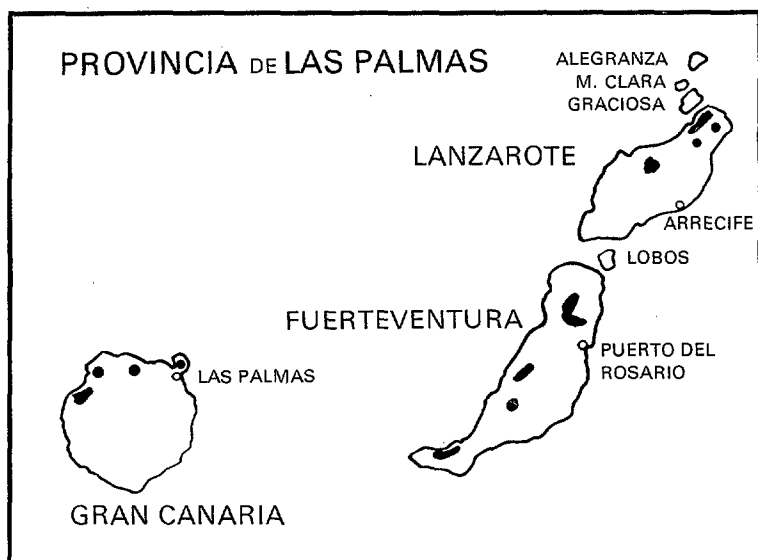 PROVINCIA DE LAS PALMAS
ALEGRANZA
M. CLARA
GRACIOSA
LANZAROTE
ARRECIFE
LOBOS
FUERTEVENTURA
PUERTO DEL
ROSARIO
LAS PALMAS
GRAN CANARIA